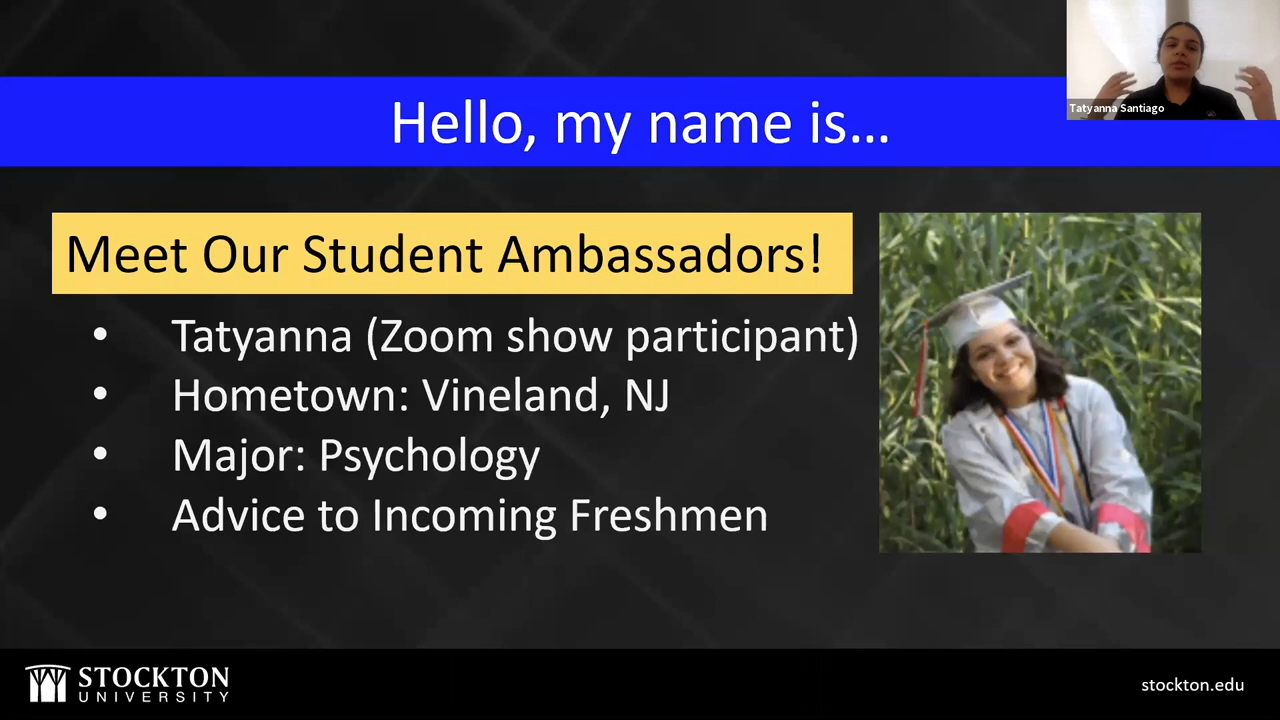 Tatyanna Santiago
Hello, my name is…
Meet Our Student Ambassadors!
• Tatyanna (Zoom show participant)
• Hometown: Vineland, NJ
• Major: Psychology
• Advice to Incoming Freshmen
STOCKTON
UNIVERSITY
stockton.edu